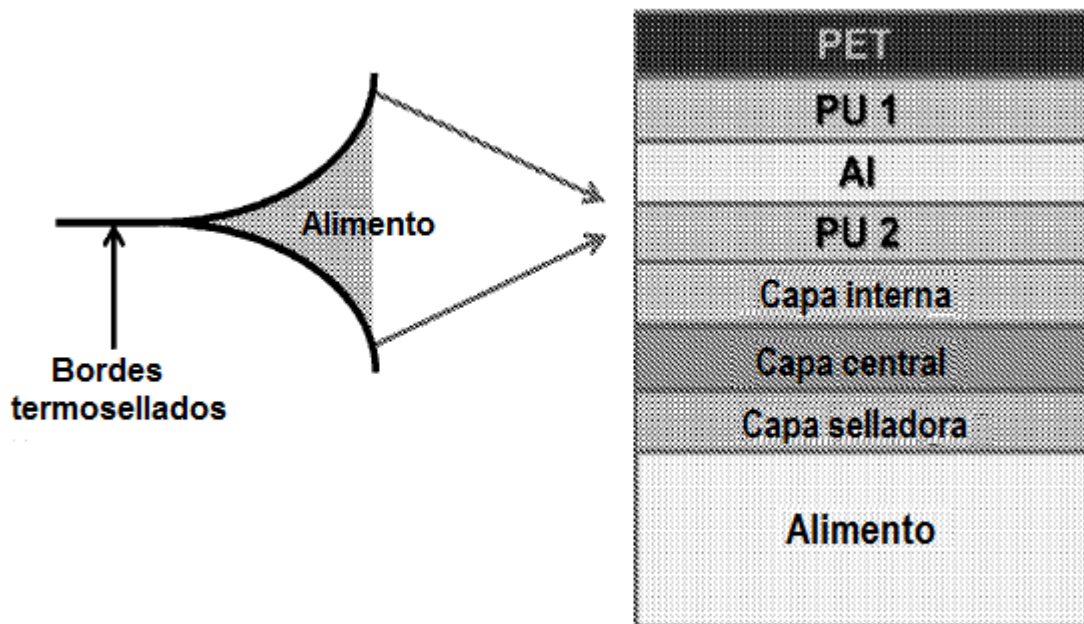 Alimento
Bordes
termosellados
PET
PU 1
Al
PU 2
Capa interna
Capa central
Capa selladora
Alimento